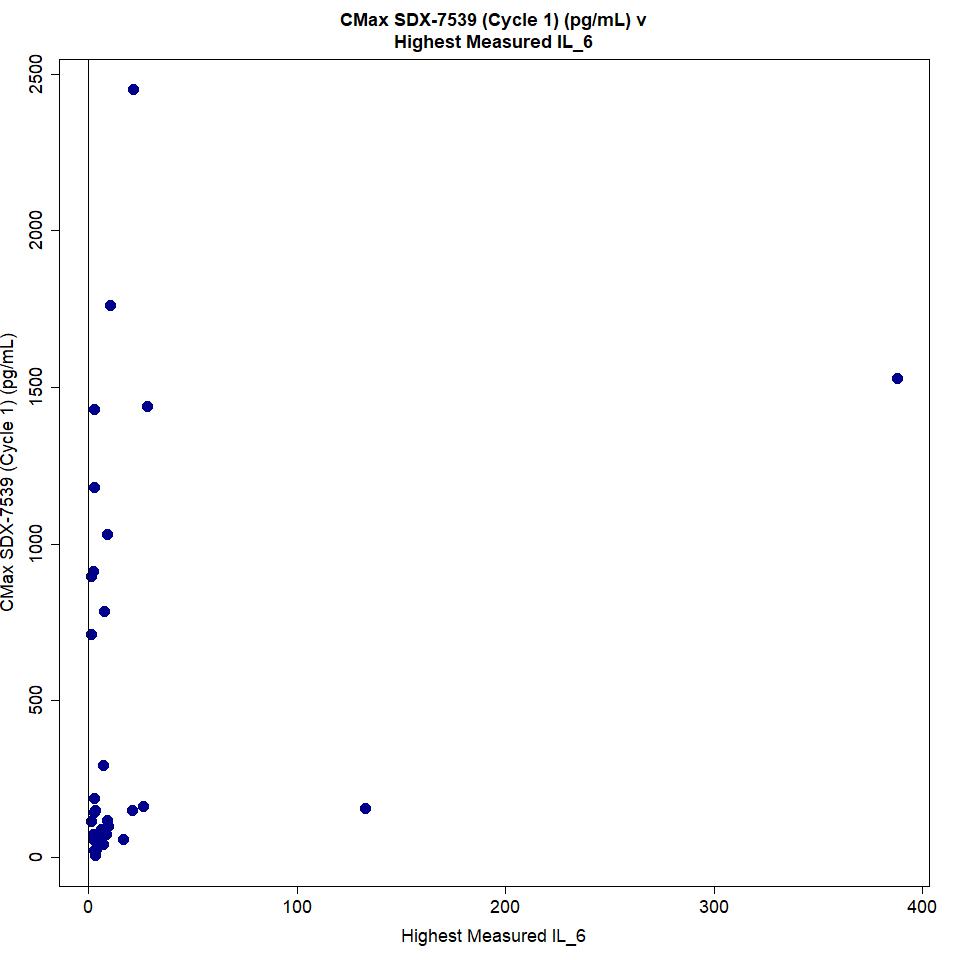 CMax SDX-7539 (Cycle 1) (pg/mL) v
Highest Measured IL_6
CMax SDX-7539 (Cycle 1) (pg/mL)
2500
2000
1500
1000
500
0
0 100 200 300 400
Highest Measured IL_6